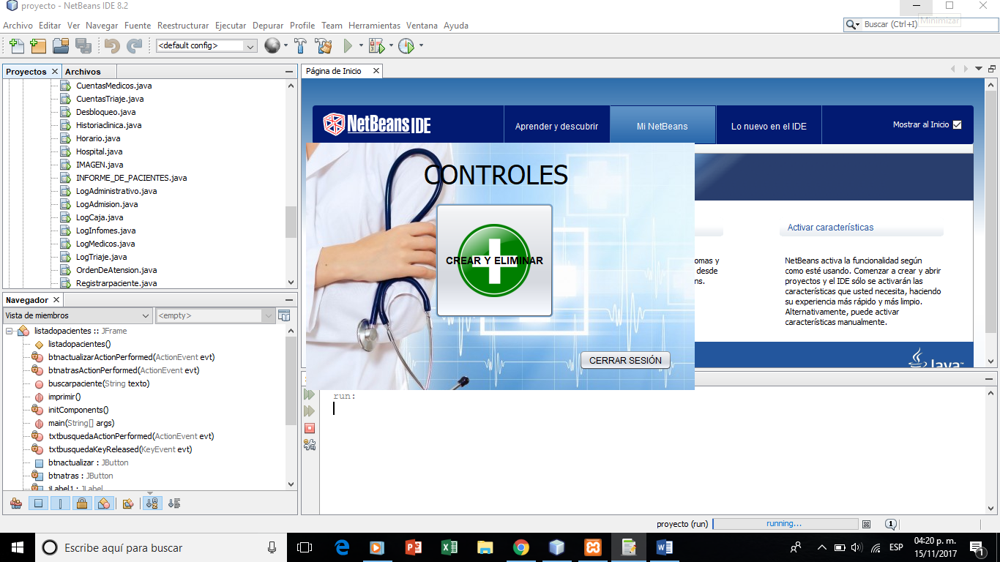 proyecto - NetBeans IDE 8.2
Minimizar
Archivo Editar Ver Navegar Fuente Reestructurar Ejecutar Depurar Profile Team Herramientas Ventana Ayuda
Buscar (Ctrl+I)
<default config>
Proyectos Archivos
CuentasMedicos.java
CuentasTriaje.java
Desbloqueo.java
Historiaclinica.java
Horario.java
Hospital.java
IMAGEN.java
INFORME_DE_PACIENTES.java
LogAdministrativo.java
LogAdmision.java
LogCaja.java
LogInfomes.java
LogMedicos.java
LogTriaje.java
OrdenDeAtension.java
Registrarpaciente.java
Navegador
Vista de miembros <empty>
listadopacientes :: JFrame
listadopacientes()
btnactualizarActionPerformed(ActionEvent evt)
btnatrasActionPerformed(ActionEvent evt)
buscarpaciente(String texto)
imprimir()
initComponents()
main(String[] args)
txtbusquedaActionPerformed(ActionEvent evt)
txtbusquedaKeyReleased(KeyEvent evt)
btnactualizar : JButton
btnatras : JButton
jLabel1 : JLabel
Página de Inicio
NetBeans IDE
Aprender y descubrir
Mi NetBeans
Lo nuevo en el IDE
Mostrar al Inicio
CONTROLES
CREAR Y ELIMINAR
CERRAR SESIÓN
Activar características
NetBeans activa la funcionalidad según
como esté usando. Comenzar a crear y abrir
proyectos y el IDE sólo se activarán las
características que usted necesita, haciendo
su experiencia más rápido y más limpio.
Alternativamente, puede activar
características manualmente.
Java
run:
proyecto (run) running... 1
Escribe aquí para buscar
ESP
04:20 p. m.
15/11/2017
1